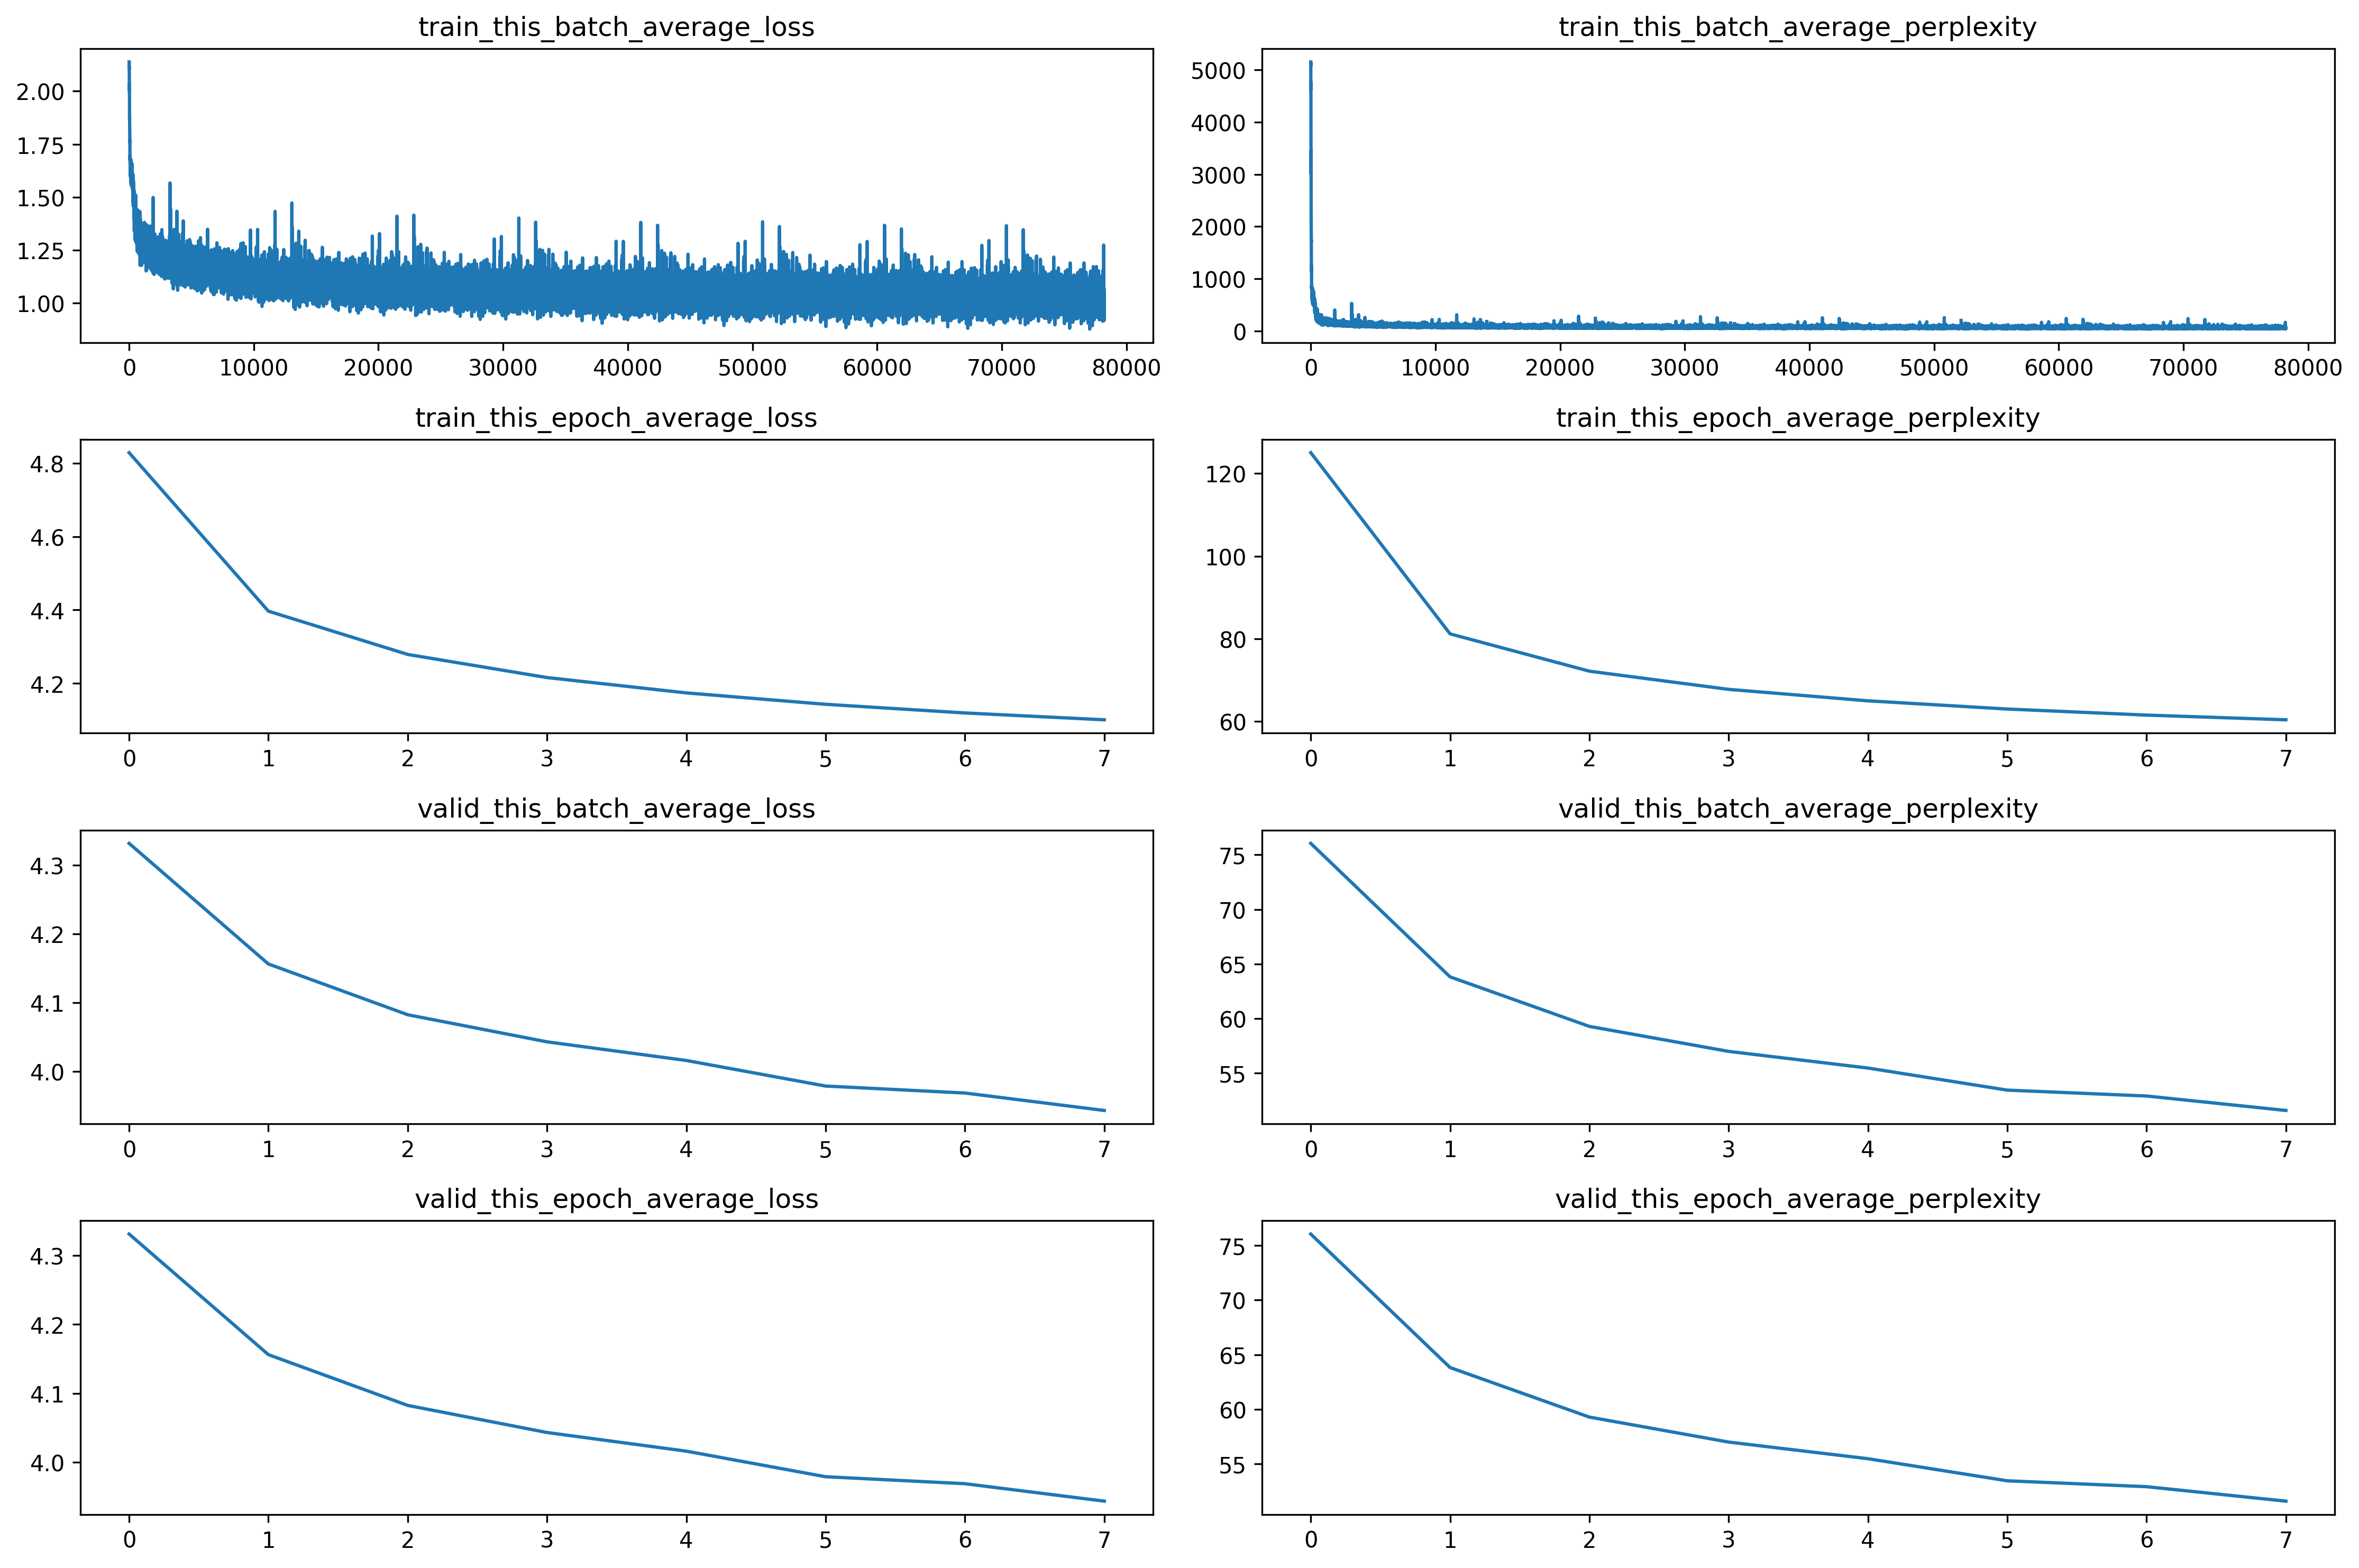 train_this_batch_average_loss
2.00
1.75
1.50
1.25
1.00
0 10000 20000 30000 40000 50000 60000 70000 80000
train_this_batch_average_perplexity
5000
4000
3000
2000
1000
0
0 10000 20000 30000 40000 50000 60000 70000 80000
train_this_epoch_average_loss
4.8
4.6
4.4
4.2
0 1 2 3 4 5 6 7
train_this_epoch_average_perplexity
120
100
80
60
0 1 2 3 4 5 6 7
valid_this_batch_average_loss
4.3
4.2
4.1
4.0
0 1 2 3 4 5 6 7
valid_this_batch_average_perplexity
75
70
65
60
55
0 1 2 3 4 5 6 7
valid_this_epoch_average_loss
4.3
4.2
4.1
4.0
0 1 2 3 4 5 6 7
valid_this_epoch_average_perplexity
75
70
65
60
55
0 1 2 3 4 5 6 7